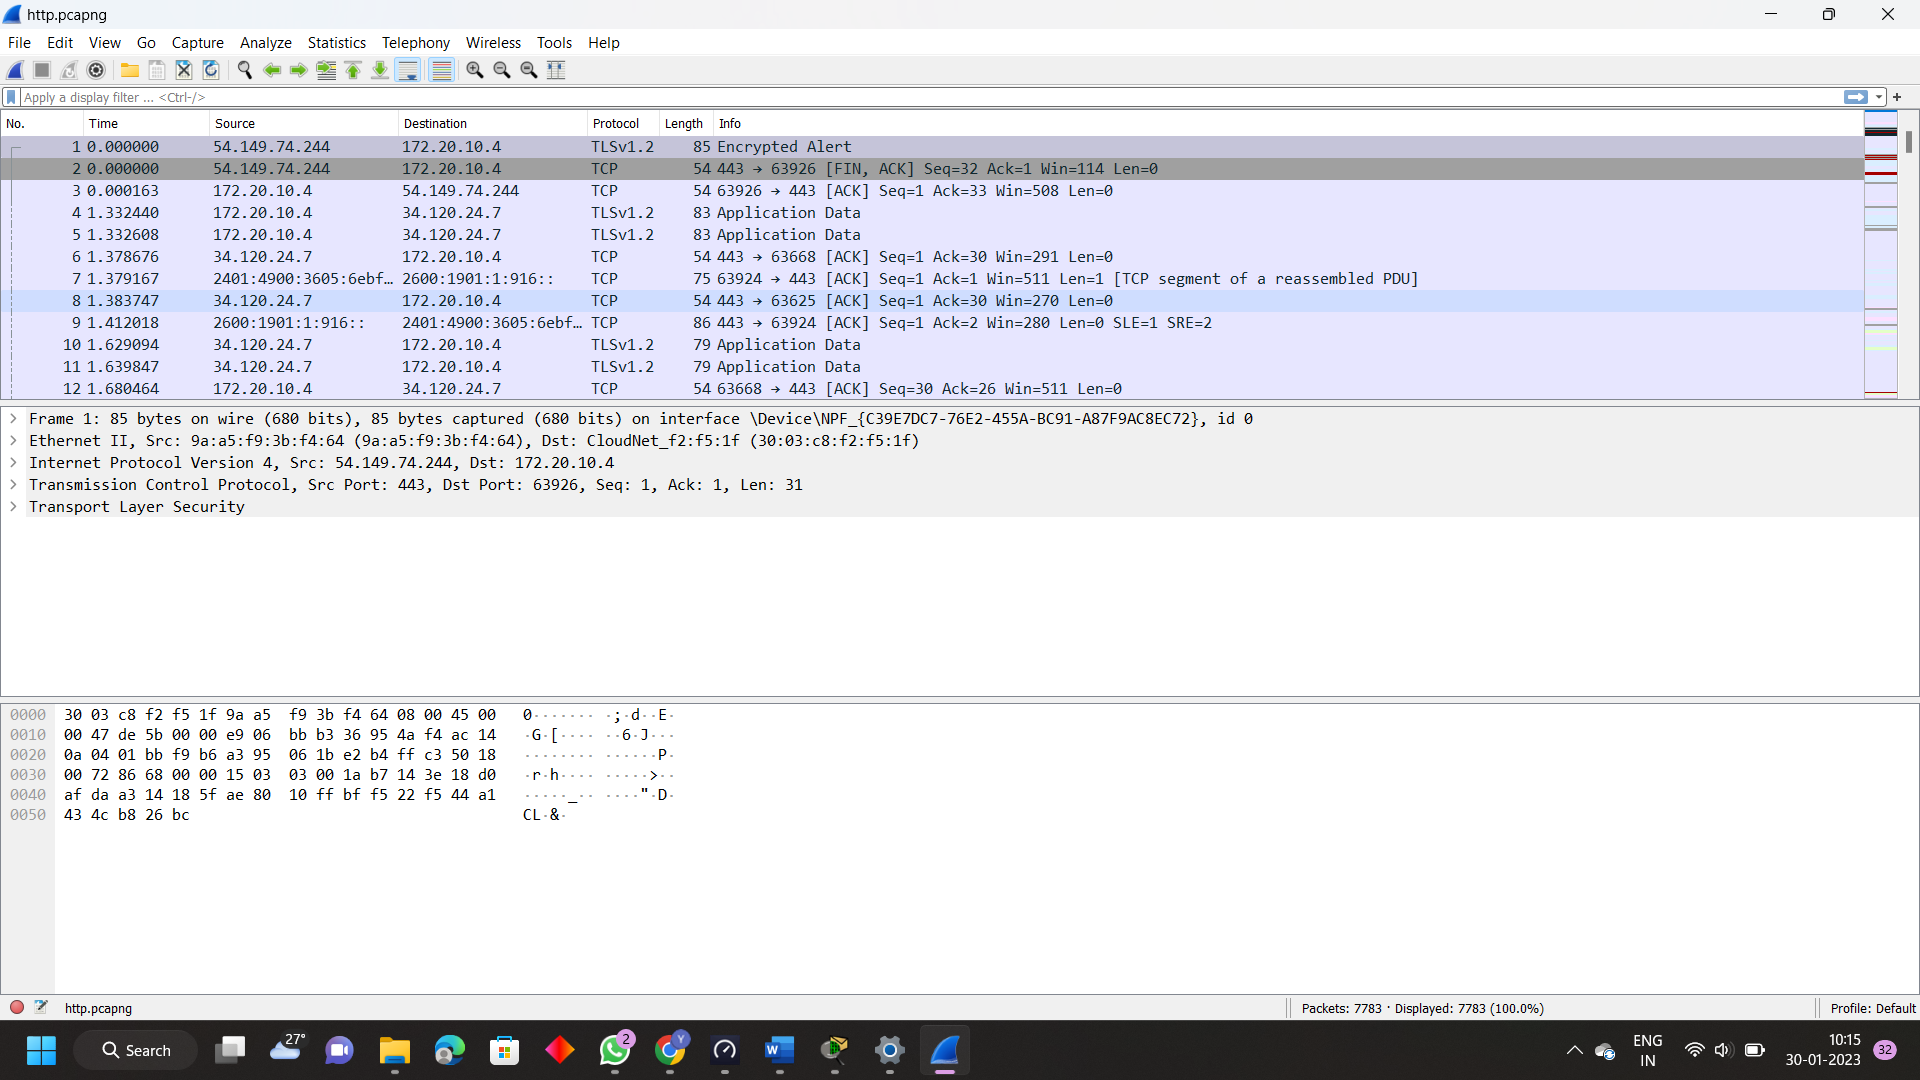 http.pcapng
File Edit View Go Capture Analyze Statistics Telephony Wireless Tools Help
Apply a display filter ... <Ctrl-/>
No. Time Source Destination Protocol Length Info
1 0.000000 54.149.74.244 172.20.10.4 TLSv1.2 85 Encrypted Alert
2 0.000000 54.149.74.244 172.20.10.4 TCP 54 443 → 63926 [FIN, ACK] Seq=32 Ack=1 Win=114 Len=0
3 0.000163 172.20.10.4 54.149.74.244 TCP 54 63926 → 443 [ACK] Seq=1 Ack=33 Win=508 Len=0
4 1.332440 172.20.10.4 34.120.24.7 TLSv1.2 83 Application Data
5 1.332608 172.20.10.4 34.120.24.7 TLSv1.2 83 Application Data
6 1.378676 34.120.24.7 172.20.10.4 TCP 54 443 → 63668 [ACK] Seq=1 Ack=30 Win=291 Len=0
7 1.379167 2401:4900:3605:6ebf… 2600:1901:1:916:: TCP 75 63924 → 443 [ACK] Seq=1 Ack=1 Win=511 Len=1 [TCP segment of a reassembled PDU]
8 1.383747 34.120.24.7 172.20.10.4 TCP 54 443 → 63625 [ACK] Seq=1 Ack=30 Win=270 Len=0
9 1.412018 2600:1901:1:916:: 2401:4900:3605:6ebf… TCP 86 443 → 63924 [ACK] Seq=1 Ack=2 Win=280 Len=0 SLE=1 SRE=2
10 1.629094 34.120.24.7 172.20.10.4 TLSv1.2 79 Application Data
11 1.639847 34.120.24.7 172.20.10.4 TLSv1.2 79 Application Data
12 1.680464 172.20.10.4 34.120.24.7 TCP 54 63668 → 443 [ACK] Seq=30 Ack=26 Win=511 Len=0
Frame 1: 85 bytes on wire (680 bits), 85 bytes captured (680 bits) on interface \Device\NPF_{C39E7DC7-76E2-455A-BC91-A87F9AC8EC72}, id 0
Ethernet II, Src: 9a:a5:f9:3b:f4:64 (9a:a5:f9:3b:f4:64), Dst: CloudNet_f2:f5:1f (30:03:c8:f2:f5:1f)
Internet Protocol Version 4, Src: 54.149.74.244, Dst: 172.20.10.4
Transmission Control Protocol, Src Port: 443, Dst Port: 63926, Seq: 1, Ack: 1, Len: 31
Transport Layer Security
0000 30 03 c8 f2 f5 1f 9a a5 f9 3b f4 64 08 00 45 00 0······· ·;·d··E·
0010 00 47 de 5b 00 00 e9 06 bb b3 36 95 4a f4 ac 14 ·G·[···· ··6·J···
0020 0a 04 01 bb f9 b6 a3 95 06 1b e2 b4 ff c3 50 18 ········ ······P·
0030 00 72 86 68 00 00 15 03 03 00 1a b7 14 3e 18 d0 ·r·h···· ·····>··
0040 af da a3 14 18 5f ae 80 10 ff bf f5 22 f5 44 a1 ·····_·· ····"·D·
0050 43 4c b8 26 bc CL·&·
http.pcapng Packets: 7783 · Displayed: 7783 (100.0%) Profile: Default
Search 27° 2 Y ENG IN 10:15 30-01-2023 32